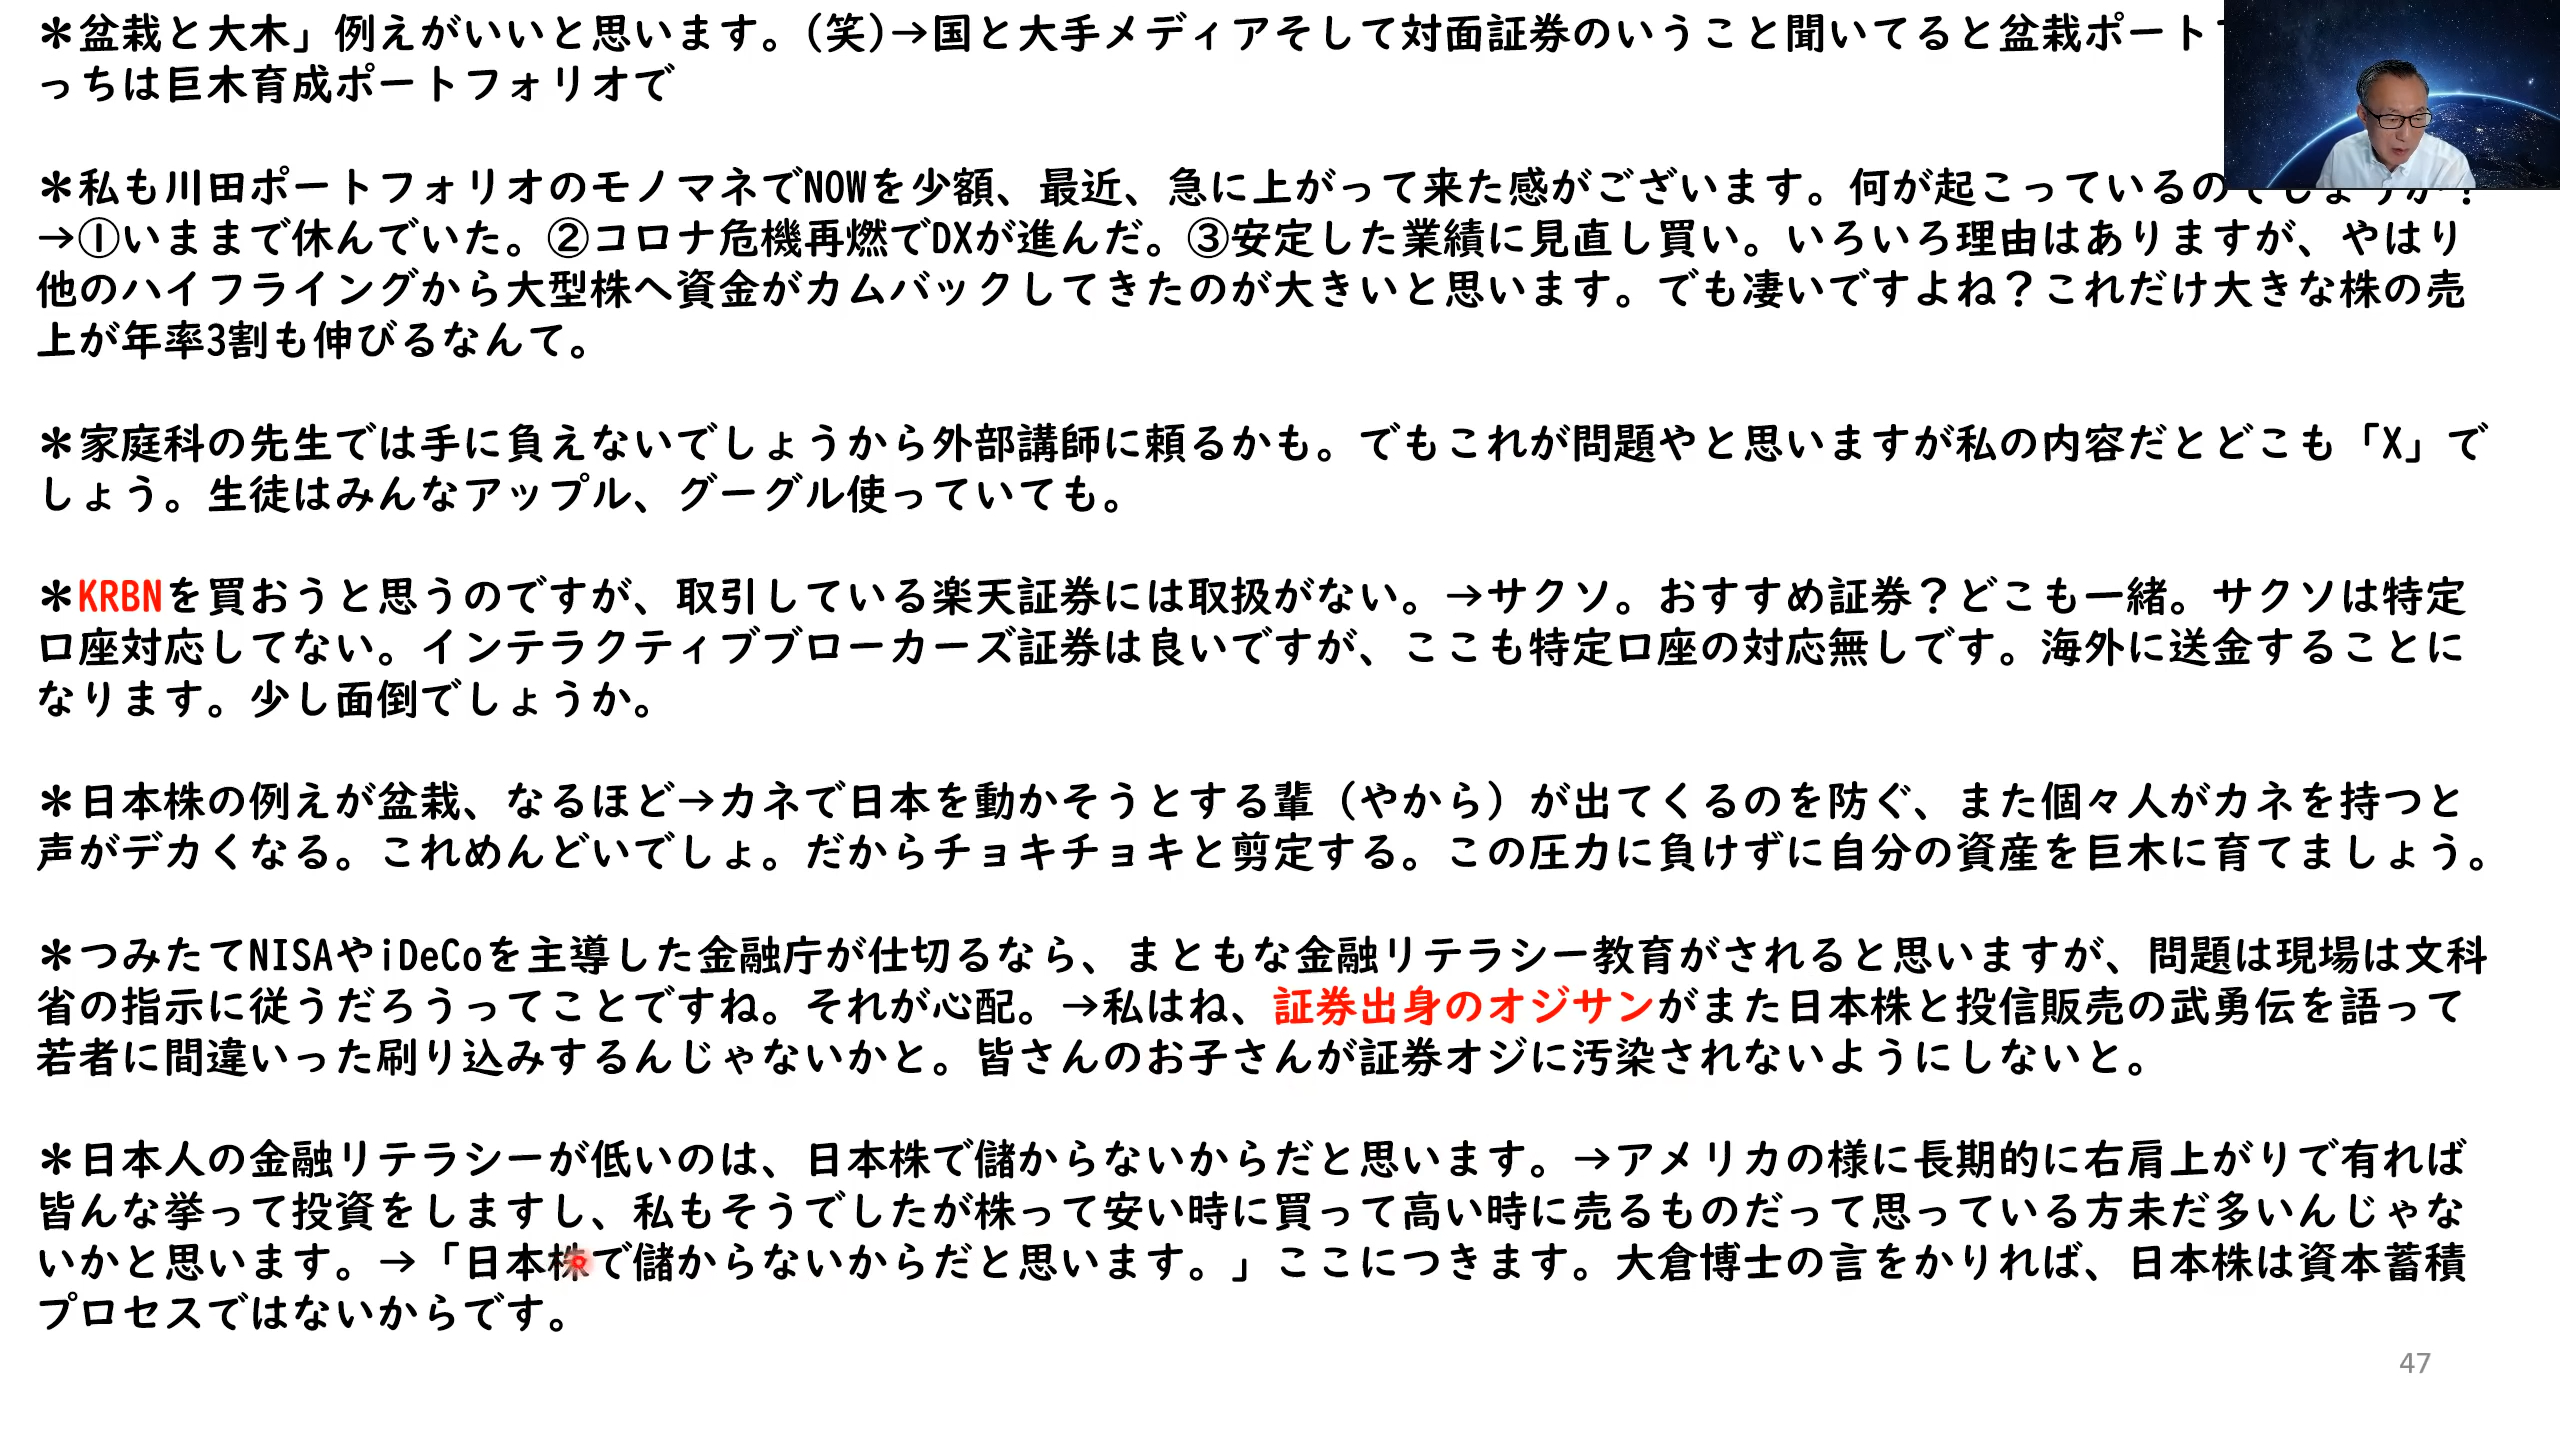 ＊盆栽と大木」例えがいいと思います。(笑)→国と大手メディアそして対面証券のいうこと聞いてると盆栽ポート
っちは巨木育成ポートフォリオで
＊私も川田ポートフォリオのモノマネでNOWを少額、最近、急に上がって来た感がございます。何が起こっているのでしょうか？
→①いままで休んでいた。②コロナ危機再燃でDXが進んだ。③安定した業績に見直し買い。いろいろ理由はありますが、やはり
他のハイフライングから大型株へ資金がカムバックしてきたのが大きいと思います。でも凄いですよね？これだけ大きな株の売
上が年率3割も伸びるなんて。
＊家庭科の先生では手に負えないでしょうから外部講師に頼るかも。でもこれが問題やと思いますが私の内容だとどこも「X」で
しょう。生徒はみんなアップル、グーグル使っていても。
＊KRBNを買おうと思うのですが、取引している楽天証券には取扱がない。→サクソ。おすすめ証券？どこも一緒。サクソは特定
口座対応してない。インテラクティブブローカーズ証券は良いですが、ここも特定口座の対応無しです。海外に送金することに
なります。少し面倒でしょうか。
＊日本株の例えが盆栽、なるほど→カネで日本を動かそうとする輩（やから）が出てくるのを防ぐ、また個々人がカネを持つと
声がデカくなる。これめんどいでしょ。だからチョキチョキと剪定する。この圧力に負けずに自分の資産を巨木に育てましょう。
＊つみたてNISAやiDeCoを主導した金融庁が仕切るなら、まともな金融リテラシー教育がされると思いますが、問題は現場は文科
省の指示に従うだろうってことですね。それが心配。→私はね、証券出身のオジサンがまた日本株と投信販売の武勇伝を語って
若者に間違いった刷り込みするんじゃないかと。皆さんのお子さんが証券オジに汚染されないようにしないと。
＊日本人の金融リテラシーが低いのは、日本株で儲からないからだと思います。→アメリカの様に長期的に右肩上がりで有れば
皆んな挙って投資をしますし、私もそうでしたが株って安い時に買って高い時に売るものだって思っている方未だ多いんじゃな
いかと思います。→「日本株で儲からないからだと思います。」ここにつきます。大倉博士の言をかりれば、日本株は資本蓄積
プロセスではないからです。
47